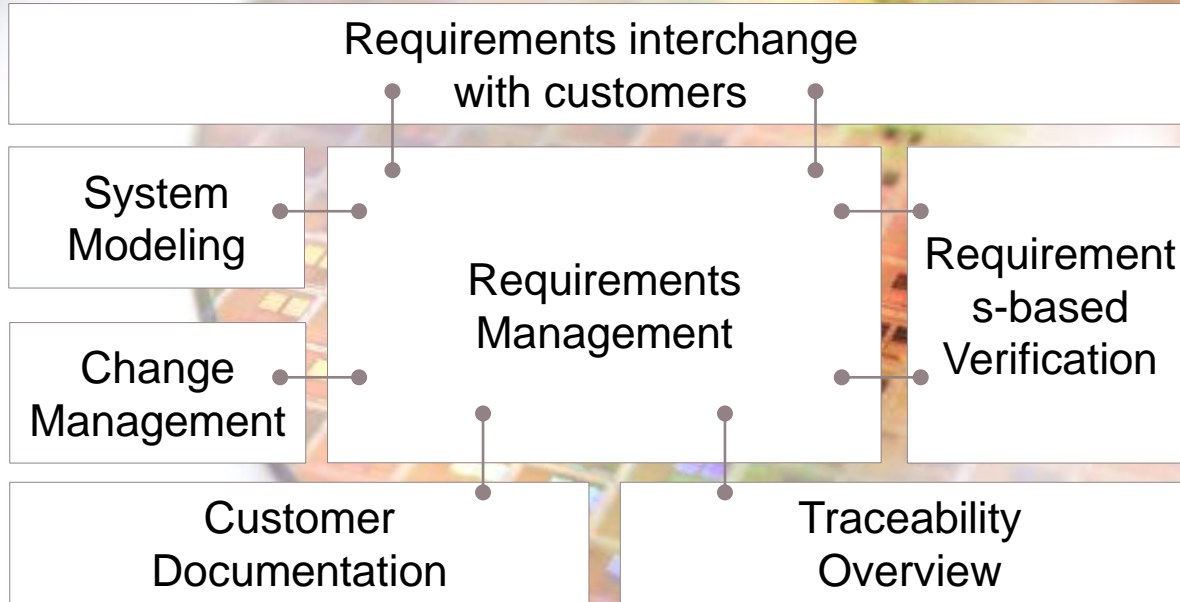 Requirements interchange
with customers
System
Modeling
Requirements
Management
Requirement
s-based
Verification
Change
Management
Customer
Documentation
Traceability
Overview